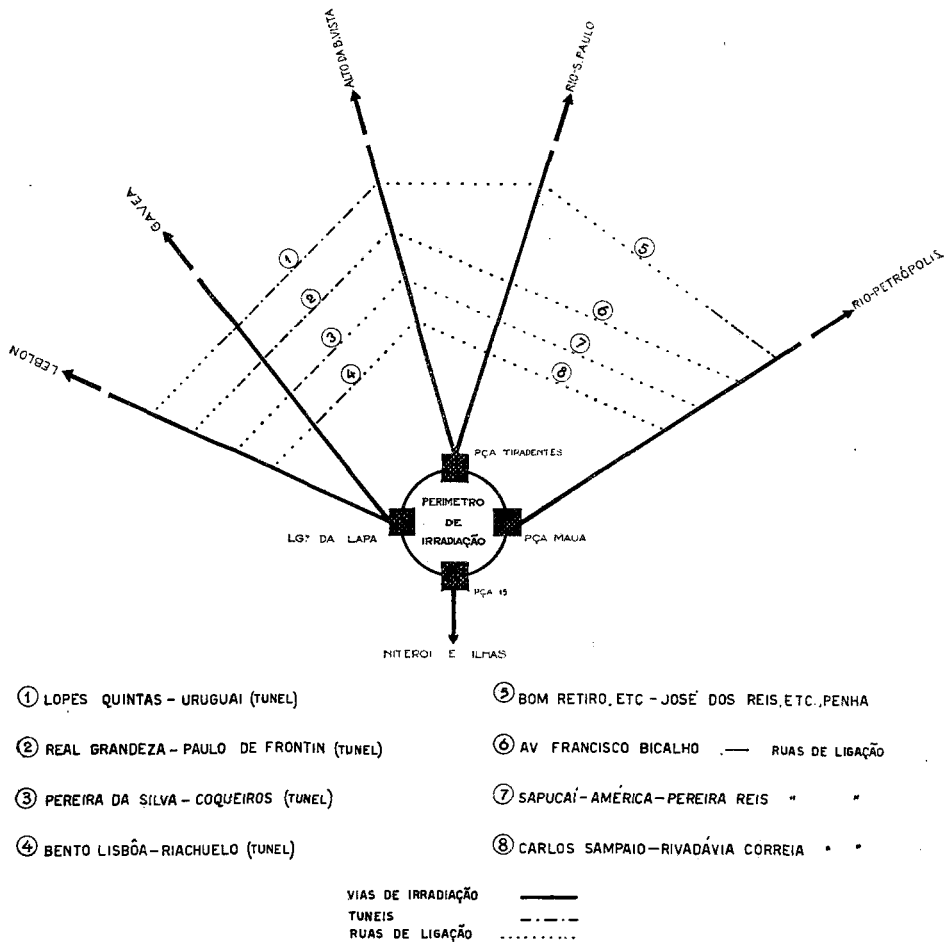 ALTO DA B. VISTA
RIO-S. PAULO
GAVEA
RIO-PETRÓPOLIS
LEBLON
1
2
3
4
5
6
7
8
PÇA TIRADENTES
PERIMETRO
DE
IRRADIAÇÃO
LGº DA LAPA
PÇA MAUA
PÇA 15
NITEROI E ILHAS
1 LOPES QUINTAS - URUGUAI (TUNEL)
2 REAL GRANDEZA - PAULO DE FRONTIN (TUNEL)
3 PEREIRA DA SILVA - COQUEIROS (TUNEL)
4 BENTO LISBÔA - RIACHUELO (TUNEL)
5 BOM RETIRO, ETC - JOSÉ DOS REIS, ETC., PENHA
6 AV FRANCISCO BICALHO — RUAS DE LIGAÇÃO
7 SAPUCAÍ - AMÉRICA - PEREIRA REIS " "
8 CARLOS SAMPAIO - RIVADÁVIA CORREIA " "
VIAS DE IRRADIAÇÃO
TUNEIS
RUAS DE LIGAÇÃO